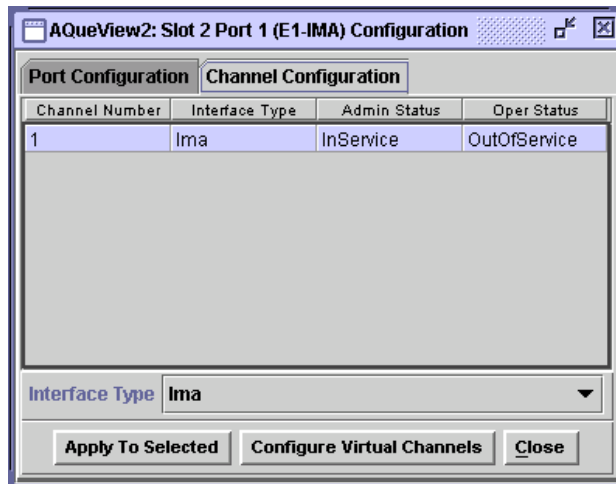 AQueView2: Slot 2 Port 1 (E1-IMA) Configuration
Port Configuration Channel Configuration
Channel Number Interface Type Admin Status Oper Status
1 Ima InService OutOfService
Interface Type Ima
Apply To Selected Configure Virtual Channels Close